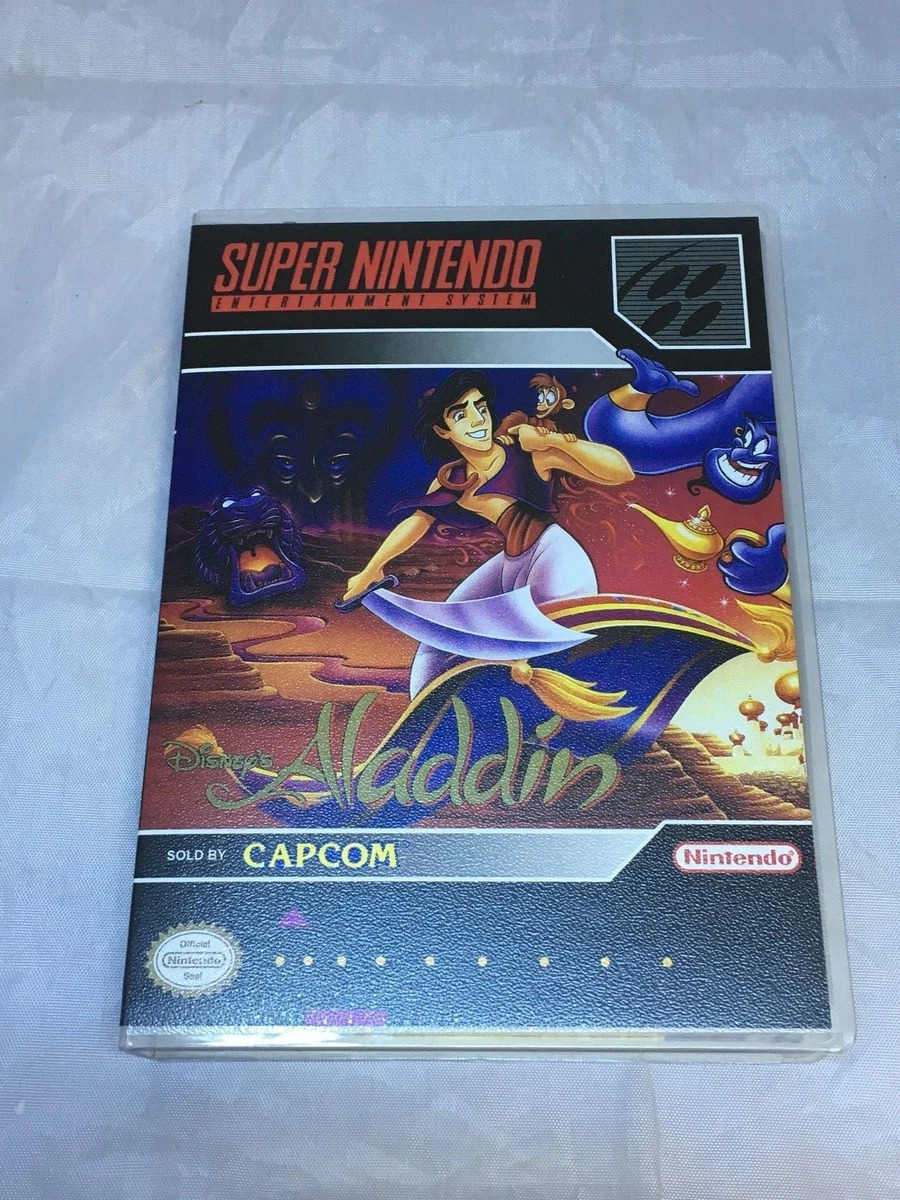 SUPER NINTENDO
ENTERTAINMENT SYSTEM
Disney's Aladdin
SOLD BY CAPCOM
Nintendo
Official
Nintendo
Seal